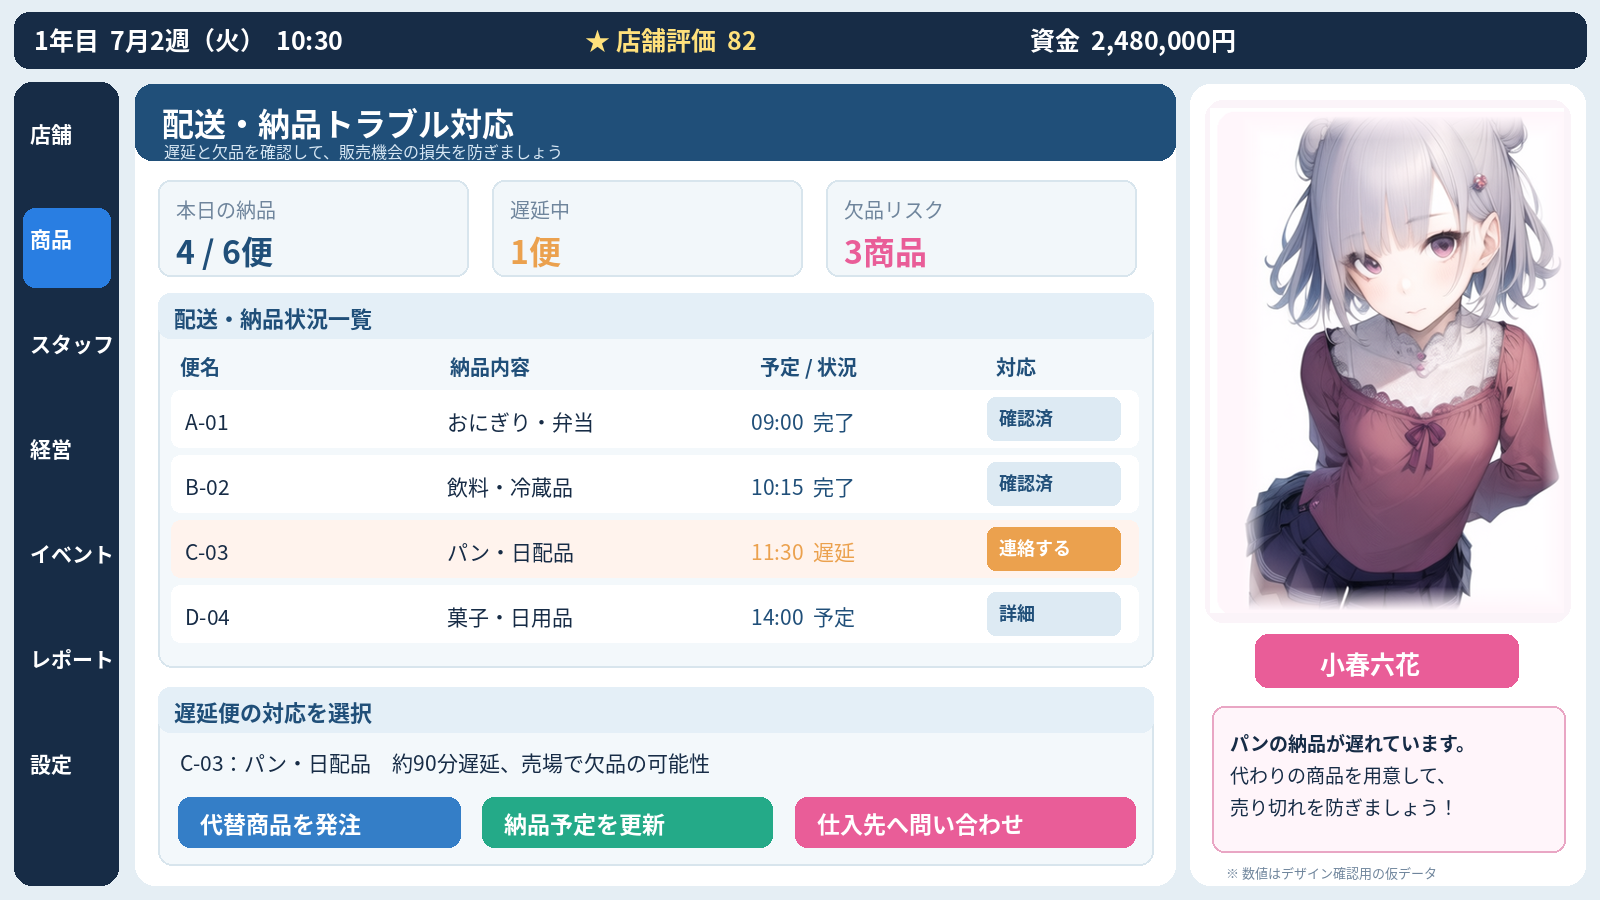 1年目 7月2週（火） 10:30
★ 店舗評価 82
資金 2,480,000円
店舗
商品
スタッフ
経営
イベント
レポート
設定
配送・納品トラブル対応
遅延と欠品を確認して、販売機会の損失を防ぎましょう
本日の納品
4 / 6便
遅延中
1便
欠品リスク
3商品
配送・納品状況一覧
便名 納品内容 予定 / 状況 対応
A-01 おにぎり・弁当 09:00 完了 確認済
B-02 飲料・冷蔵品 10:15 完了 確認済
C-03 パン・日配品 11:30 遅延 連絡する
D-04 菓子・日用品 14:00 予定 詳細
遅延便の対応を選択
C-03：パン・日配品　約90分遅延、売場で欠品の可能性
代替商品を発注
納品予定を更新
仕入先へ問い合わせ
小春六花
パンの納品が遅れています。
代わりの商品を用意して、
売り切れを防ぎましょう！
※ 数値はデザイン確認用の仮データ